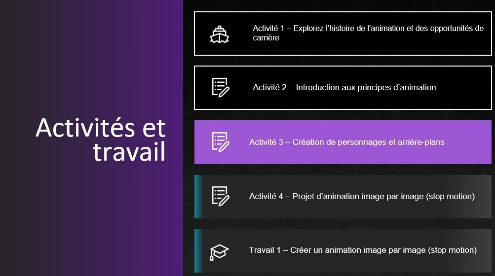 Activités et
travail
Activité 1 – Explorez l'histoire de l'animation et des opportunités de
carrière
Activité 2 – Introduction aux principes d'animation
Activité 3 – Création de personnages et arrière-plans
Activité 4 – Projet d'animation image par image (stop motion)
Travail 1 – Créer un animation image par image (stop motion)